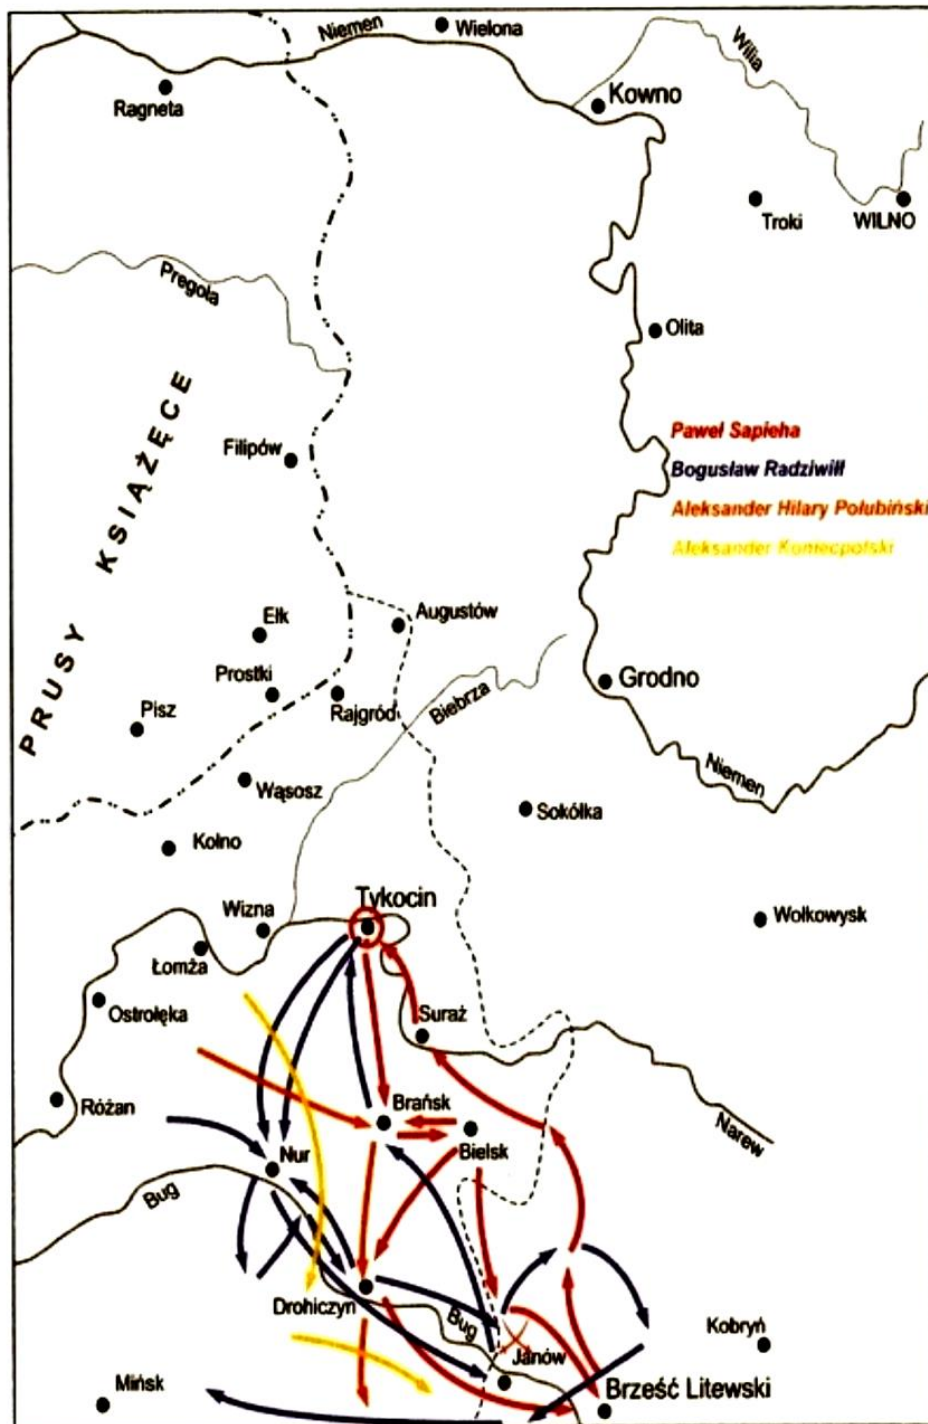 Niemen
Wielona
Wilia
Ragneta
Kowno
Troki
WILNO
Pregoła
Olita
PRUSY KSIĄŻĘCE
Filipów
Paweł Sapieha
Bogusław Radziwiłł
Aleksander Hilary Połubiński
Aleksander Koniecpolski
Ełk
Augustów
Prostki
Grodno
Pisz
Rajgród
Biebrza
Wąsosz
Niemen
Sokółka
Kolno
Tykocin
Wizna
Wołkowysk
Łomża
Ostrołęka
Suraż
Różan
Brańsk
Narew
Bielsk
Nur
Bug
Drohiczyn
Bug
Kobryń
Janów
Mińsk
Brześć Litewski